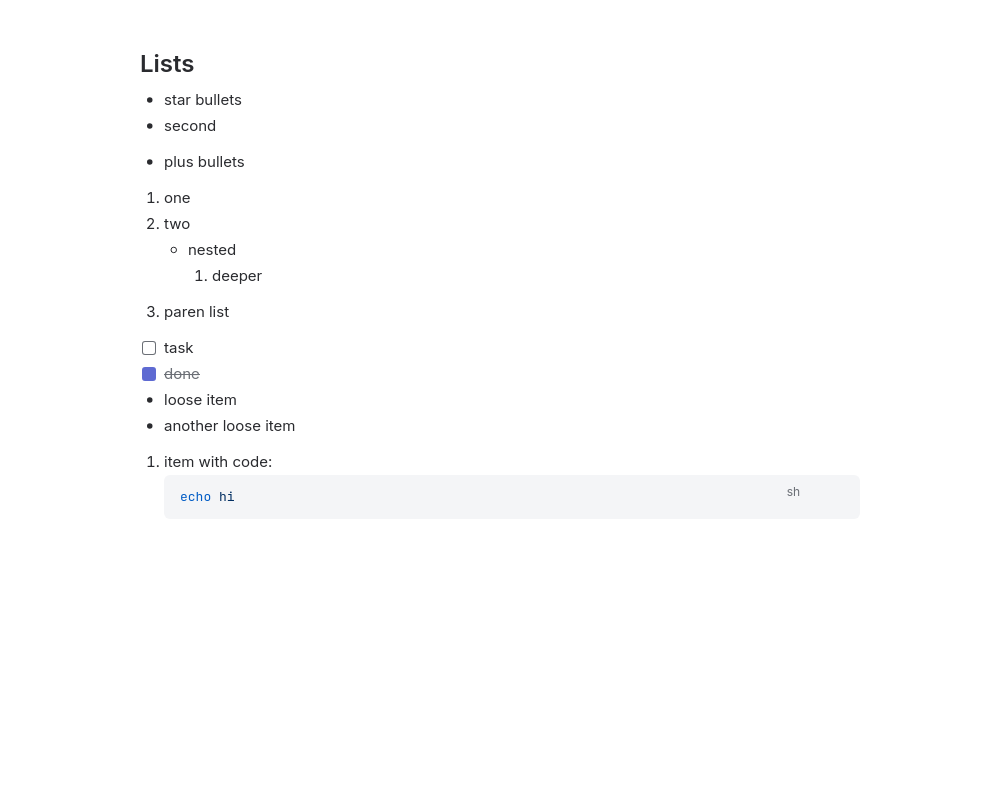 Lists
• star bullets
• second
• plus bullets
1. one
2. two
◦ nested
1. deeper
3. paren list
task
done
• loose item
• another loose item
1. item with code:
echo hi
sh